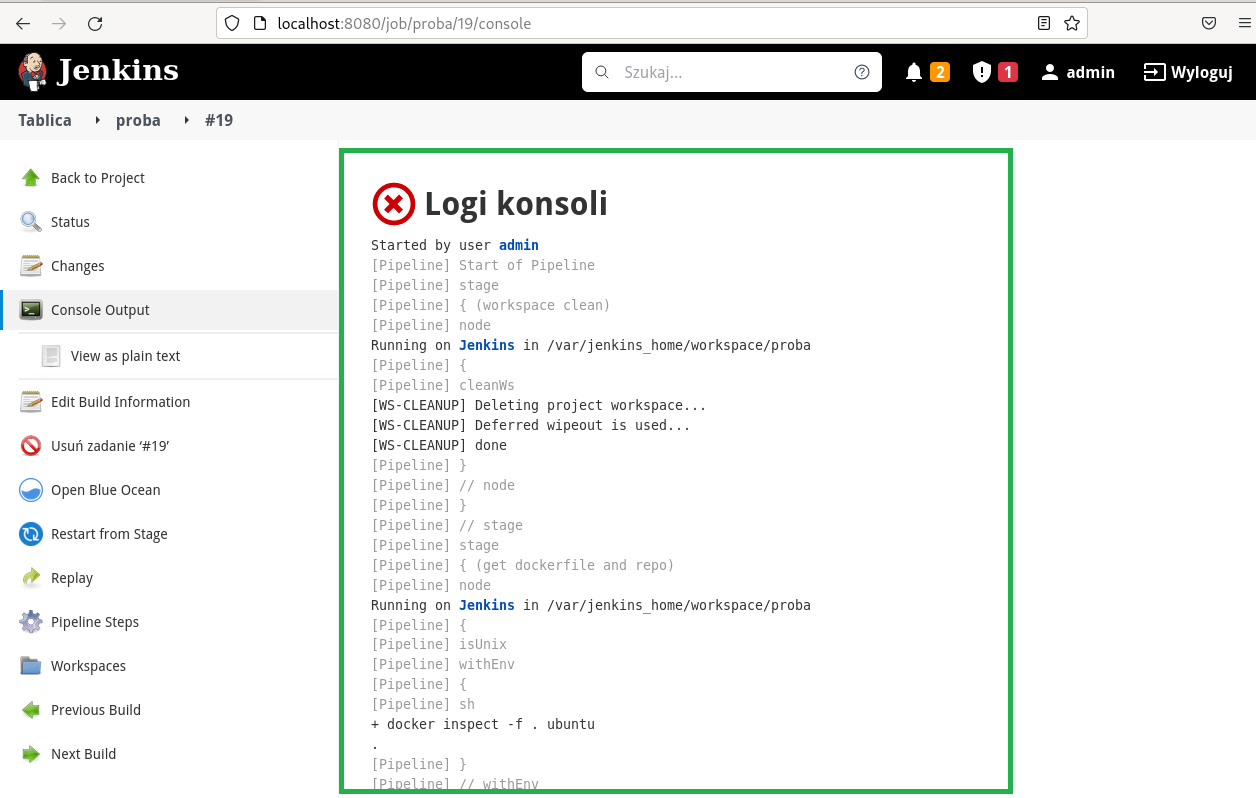 localhost:8080/job/proba/19/console
Jenkins
Szukaj...
2
1
admin
Wyloguj
Tablica
proba
#19
Back to Project
Status
Changes
Console Output
View as plain text
Edit Build Information
Usuń zadanie ‘#19’
Open Blue Ocean
Restart from Stage
Replay
Pipeline Steps
Workspaces
Previous Build
Next Build
Logi konsoli
Started by user admin
[Pipeline] Start of Pipeline
[Pipeline] stage
[Pipeline] { (workspace clean)
[Pipeline] node
Running on Jenkins in /var/jenkins_home/workspace/proba
[Pipeline] {
[Pipeline] cleanWs
[WS-CLEANUP] Deleting project workspace...
[WS-CLEANUP] Deferred wipeout is used...
[WS-CLEANUP] done
[Pipeline] }
[Pipeline] // node
[Pipeline] }
[Pipeline] // stage
[Pipeline] stage
[Pipeline] { (get dockerfile and repo)
[Pipeline] node
Running on Jenkins in /var/jenkins_home/workspace/proba
[Pipeline] {
[Pipeline] isUnix
[Pipeline] withEnv
[Pipeline] {
[Pipeline] sh
+ docker inspect -f . ubuntu
.
[Pipeline] }
[Pipeline] // withEnv